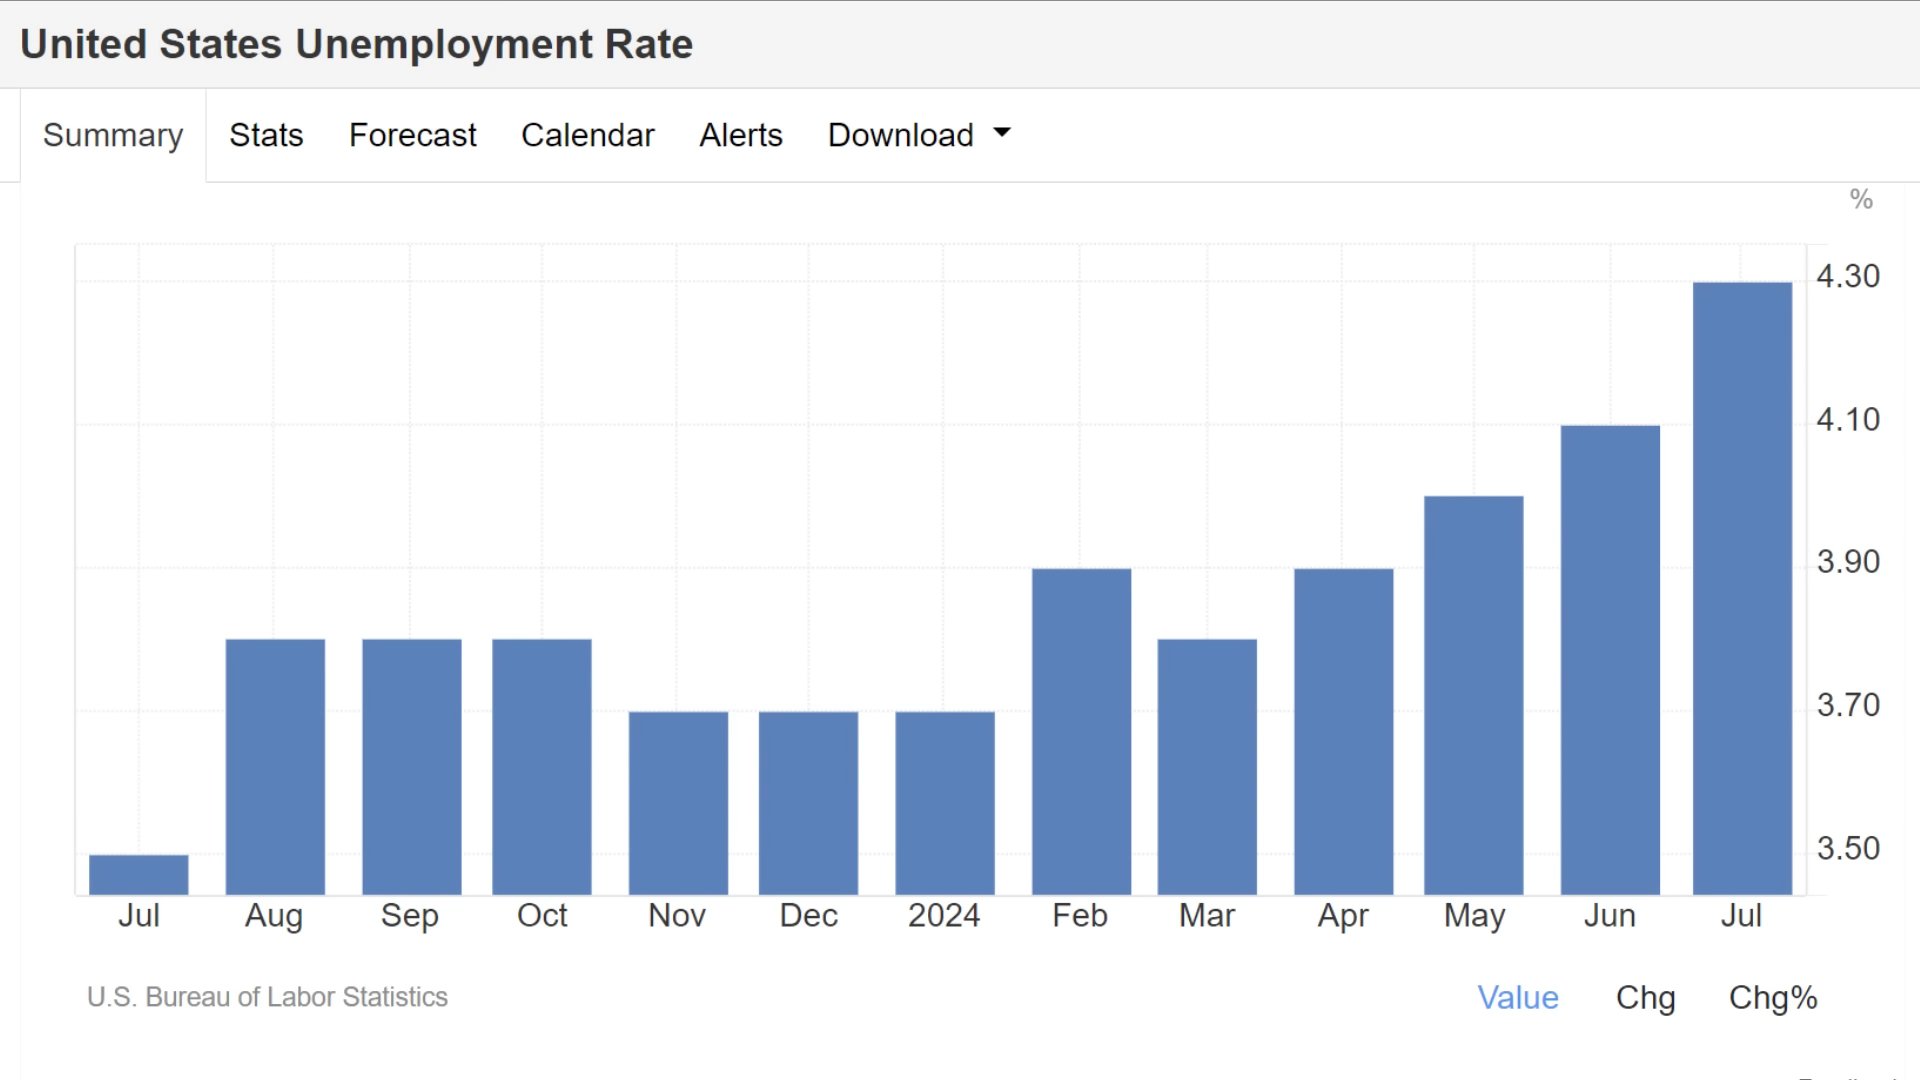 United States Unemployment Rate
Summary Stats Forecast Calendar Alerts Download
%
4.30
4.10
3.90
3.70
3.50
Jul Aug Sep Oct Nov Dec 2024 Feb Mar Apr May Jun Jul
U.S. Bureau of Labor Statistics Value Chg Chg%